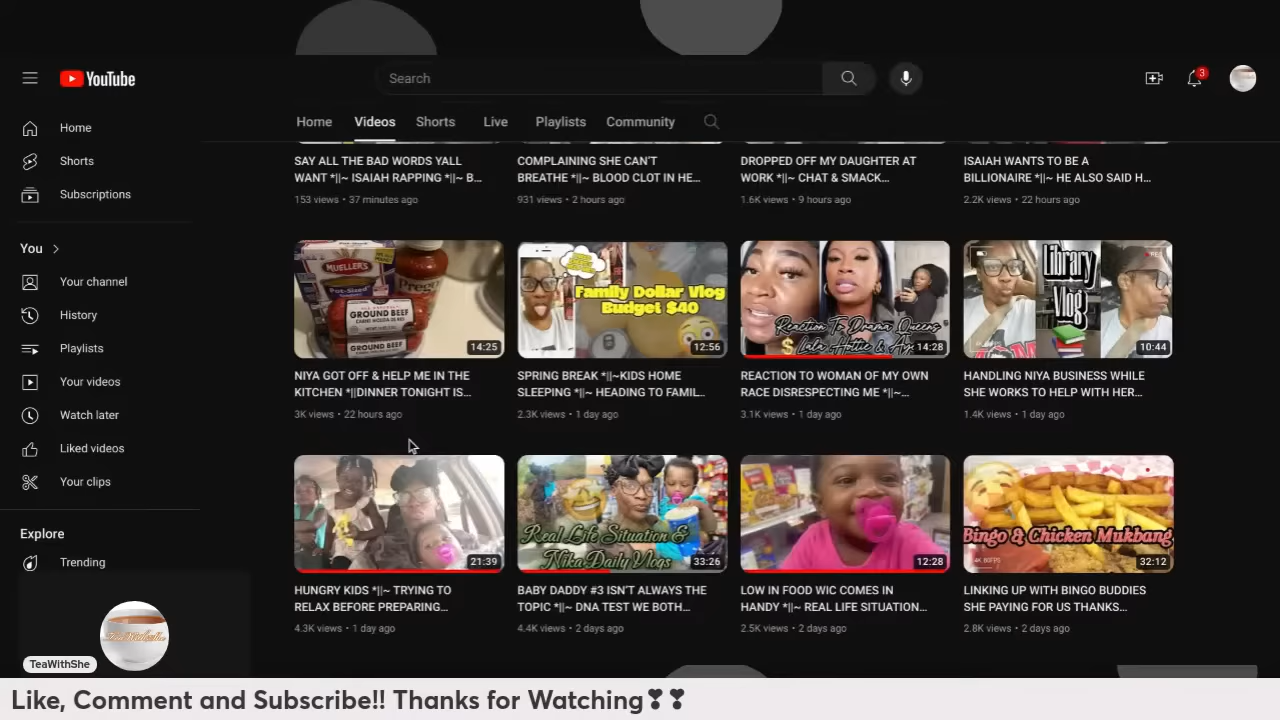 YouTube
Search
3
Home
Videos
Shorts
Live
Playlists
Community
Home
Shorts
Subscriptions
You
Your channel
History
Playlists
Your videos
Watch later
Liked videos
Your clips
Explore
Trending
SAY ALL THE BAD WORDS YALL
WANT *||~ ISAIAH RAPPING *||~ B...
153 views • 37 minutes ago
COMPLAINING SHE CAN'T
BREATHE *||~ BLOOD CLOT IN HE...
931 views • 2 hours ago
DROPPED OFF MY DAUGHTER AT
WORK *||~ CHAT & SMACK...
1.6K views • 9 hours ago
ISAIAH WANTS TO BE A
BILLIONAIRE *||~ HE ALSO SAID H...
2.2K views • 22 hours ago
MUELLER'S
Pot-Sized
Prego
GROUND BEEF
GROUND BEEF
14:25
NIYA GOT OFF & HELP ME IN THE
KITCHEN *||DINNER TONIGHT IS...
3K views • 22 hours ago
Family Dollar Vlog
Budget $40
12:56
SPRING BREAK *||~KIDS HOME
SLEEPING *||~ HEADING TO FAMIL...
2.3K views • 1 day ago
Reaction To Drama Queens
Lala Hottie &
14:28
REACTION TO WOMAN OF MY OWN
RACE DISRESPECTING ME *||~...
3.1K views • 1 day ago
Library
Vlog
10:44
HANDLING NIYA BUSINESS WHILE
SHE WORKS TO HELP WITH HER...
1.4K views • 1 day ago
21:39
HUNGRY KIDS *||~ TRYING TO
RELAX BEFORE PREPARING...
4.3K views • 1 day ago
Real Life Situation &
Nika Daily Vlogs
33:26
BABY DADDY #3 ISN'T ALWAYS THE
TOPIC *||~ DNA TEST WE BOTH...
4.4K views • 2 days ago
12:28
LOW IN FOOD WIC COMES IN
HANDY *||~ REAL LIFE SITUATION...
2.5K views • 2 days ago
Bingo & Chicken Mukbang
32:12
LINKING UP WITH BINGO BUDDIES
SHE PAYING FOR US THANKS...
2.8K views • 2 days ago
TeaWithShe
TeaWithShe
Like, Comment and Subscribe!! Thanks for Watching❣❣